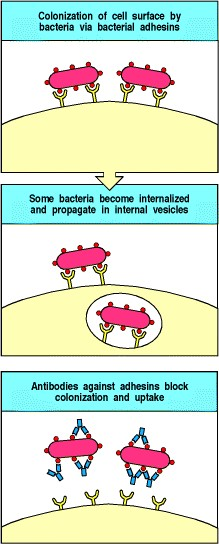 Colonization of cell surface by
bacteria via bacterial adhesins
Some bacteria become internalized
and propagate in internal vesicles
Antibodies against adhesins block
colonization and uptake